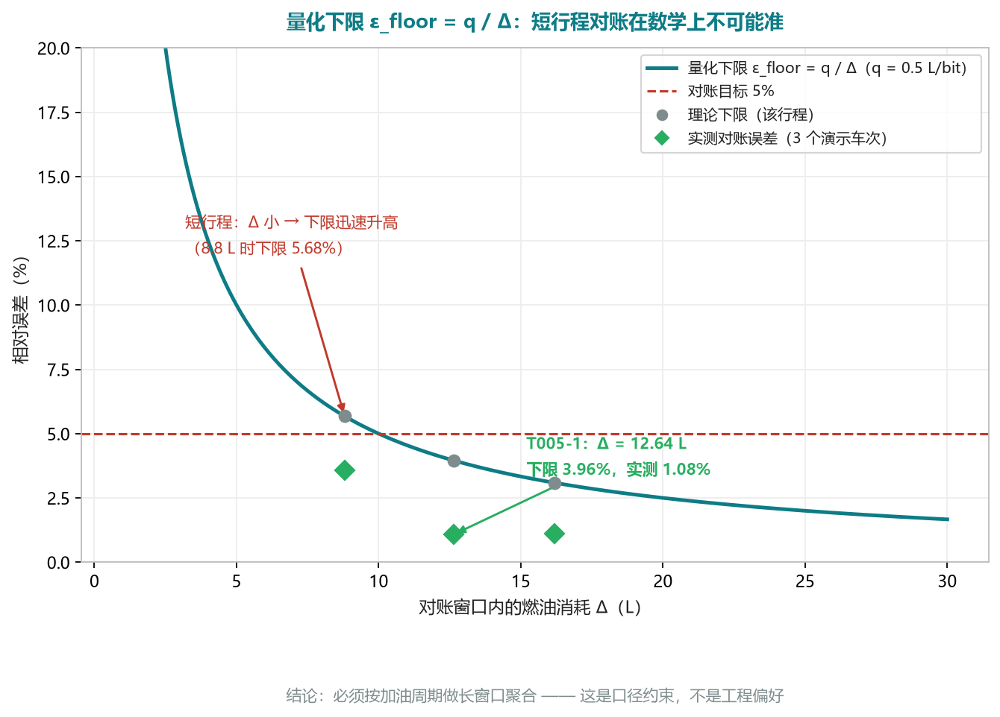 量化下限 ε_floor = q / Δ：短行程对账在数学上不可能准
20.0
17.5
15.0
12.5
10.0
7.5
5.0
2.5
0.0
相对误差（%）
量化下限 ε_floor = q / Δ（q = 0.5 L/bit）
对账目标 5%
理论下限（该行程）
实测对账误差（3 个演示车次）
短行程：Δ 小 → 下限迅速升高
（8.8 L 时下限 5.68%）
T005-1：Δ = 12.64 L
下限 3.96%，实测 1.08%
0 5 10 15 20 25 30
对账窗口内的燃油消耗 Δ（L）
结论：必须按加油周期做长窗口聚合 —— 这是口径约束，不是工程偏好